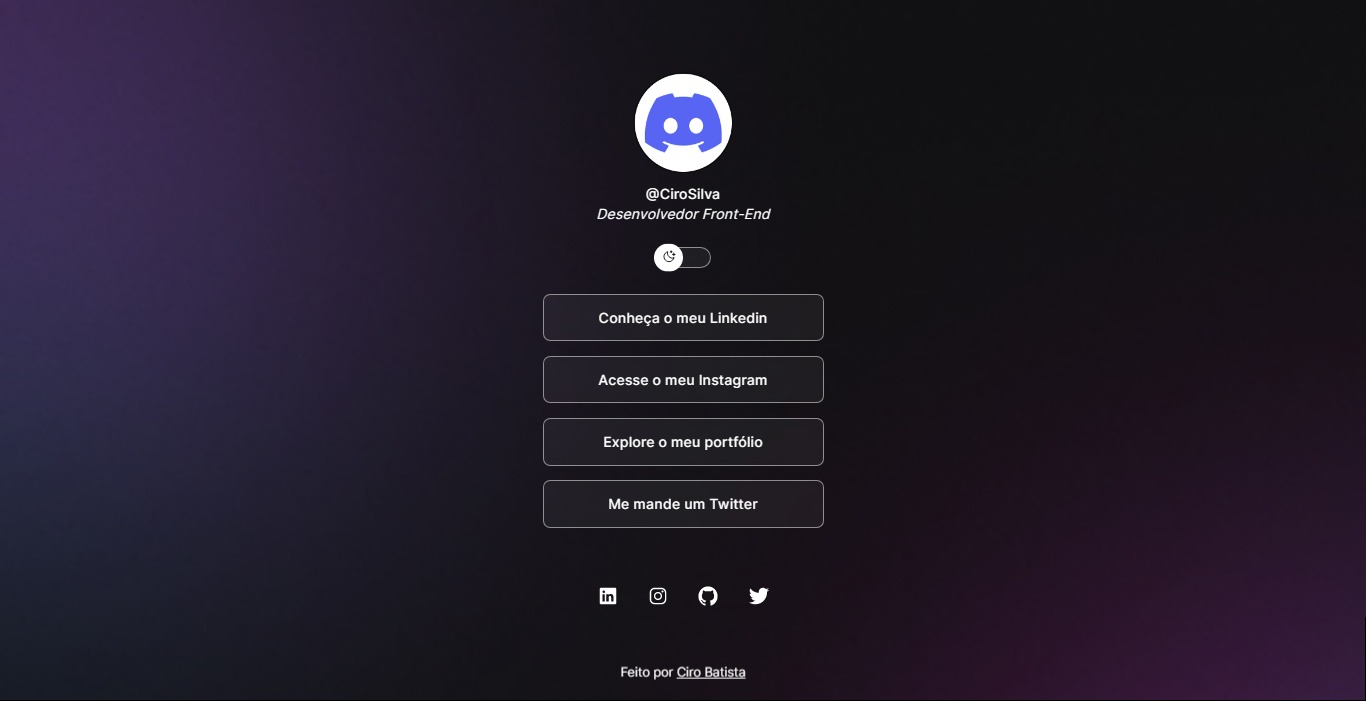 @CiroSilva
Desenvolvedor Front-End
Conheça o meu Linkedin
Acesse o meu Instagram
Explore o meu portfólio
Me mande um Twitter
Feito por Ciro Batista